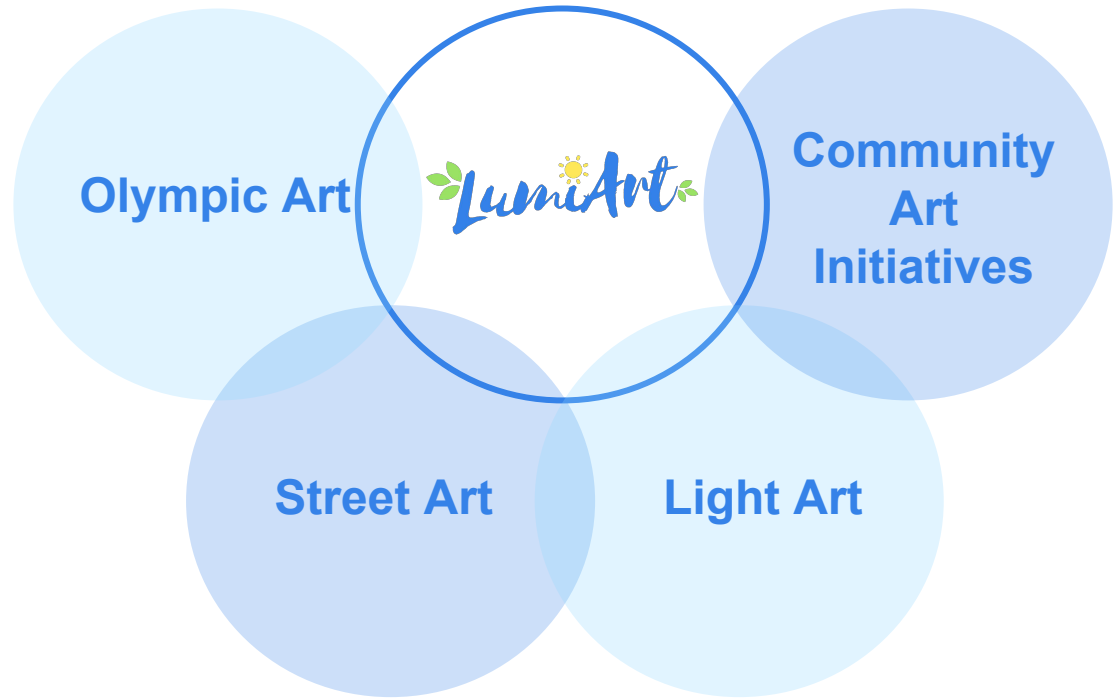 Olympic Art
LumiArt
Community
Art
Initiatives
Street Art
Light Art